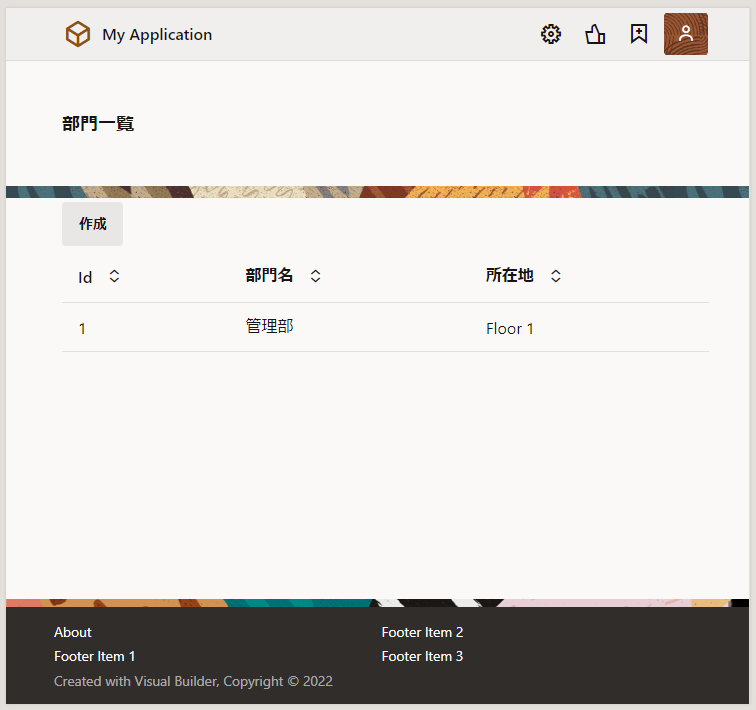 My Application
部門一覧
作成
Id 部門名 所在地
1 管理部 Floor 1
About Footer Item 2
Footer Item 1 Footer Item 3
Created with Visual Builder, Copyright © 2022